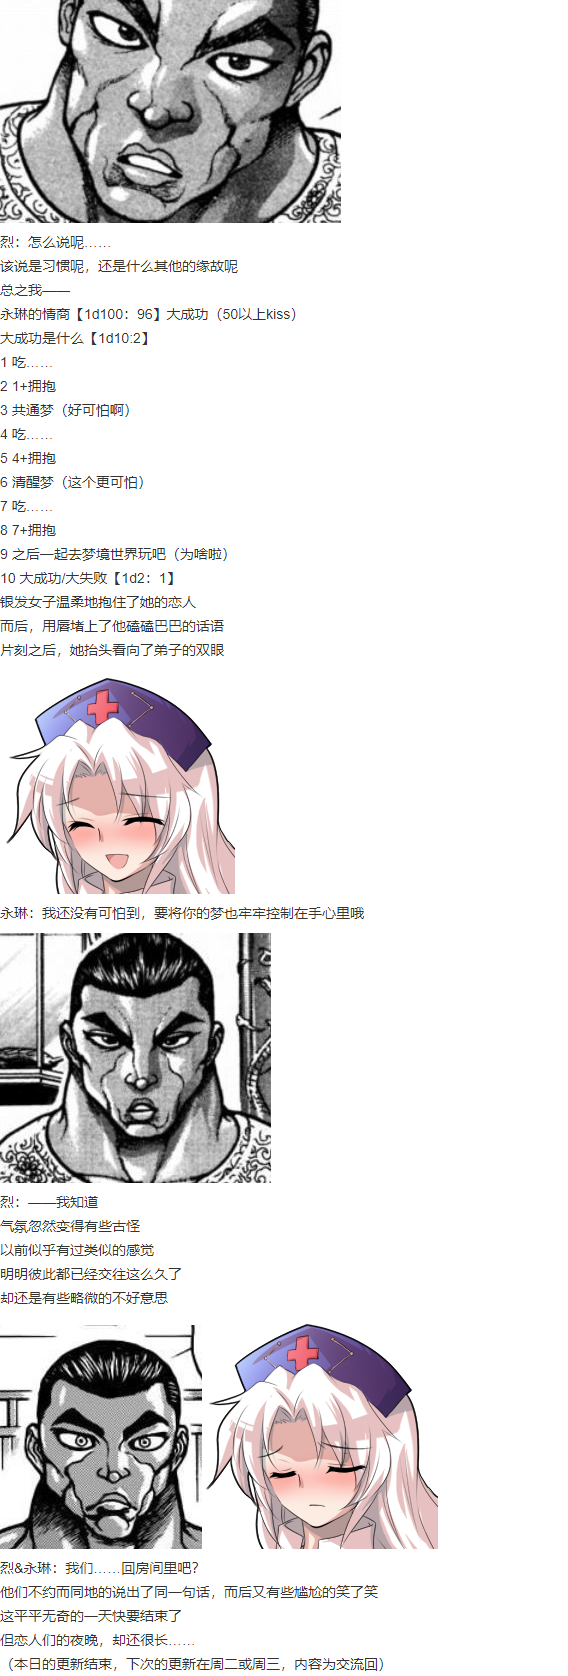 烈：怎么说呢……
该说是习惯呢，还是什么其他的缘故呢
总之我——
永琳的情商【1d100：96】大成功（50以上kiss）
大成功是什么【1d10:2】
1 吃……
2 1+拥抱
3 共通梦（好可怕啊）
4 吃……
5 4+拥抱
6 清醒梦（这个更可怕）
7 吃……
8 7+拥抱
9 之后一起去梦境世界玩吧（为啥啦）
10 大成功/大失败【1d2：1】
银发女子温柔地抱住了她的恋人
而后，用唇堵上了他磕磕巴巴的话语
片刻之后，她抬头看向了弟子的双眼
永琳：我还没有可怕到，要将你的梦也牢牢控制在手心里哦
烈：——我知道
气氛忽然变得有些古怪
以前似乎有过类似的感觉
明明彼此都已经交往这么久了
却还是有些略微的不好意思
烈&永琳：我们……回房间里吧？
他们不约而同地的说出了同一句话，而后又有些尴尬的笑了笑
这平平无奇的一天快要结束了
但恋人们的夜晚，却还很长……
（本日的更新结束，下次的更新在周二或周三，内容为交流回）